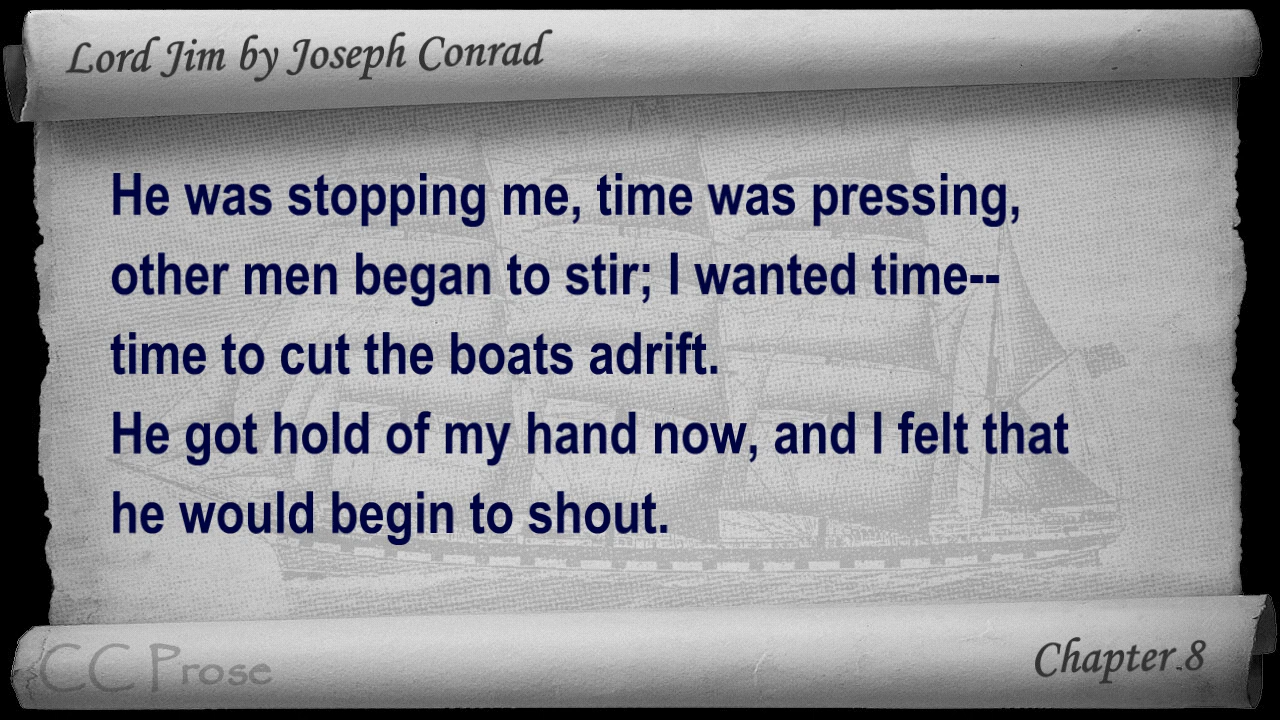 Lord Jim by Joseph Conrad
He was stopping me, time was pressing,
other men began to stir; I wanted time--
time to cut the boats adrift.
He got hold of my hand now, and I felt that
he would begin to shout.
CC Prose
Chapter 8